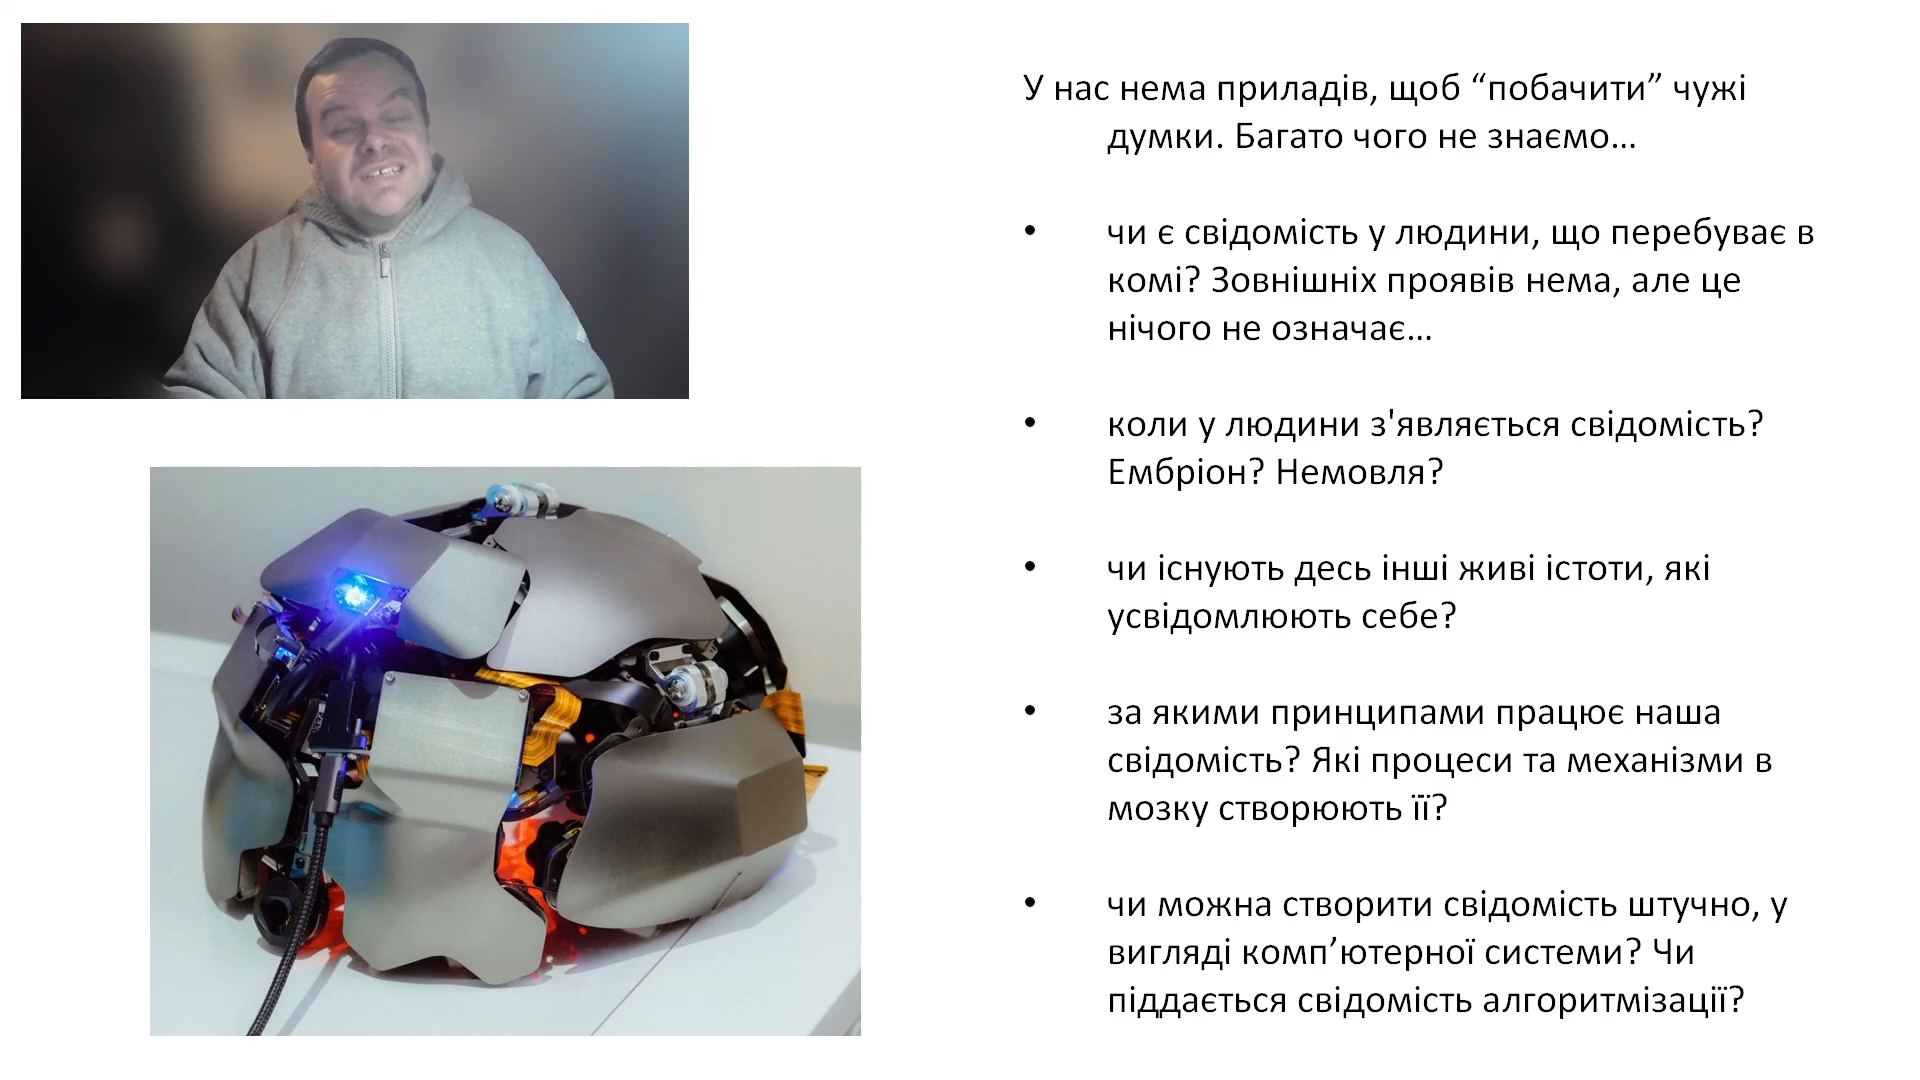 У нас нема приладів, щоб “побачити” чужі
думки. Багато чого не знаємо…
• чи є свідомість у людини, що перебуває в
комі? Зовнішніх проявів нема, але це
нічого не означає…
• коли у людини з'являється свідомість?
Ембріон? Немовля?
• чи існують десь інші живі істоти, які
усвідомлюють себе?
• за якими принципами працює наша
свідомість? Які процеси та механізми в
мозку створюють її?
• чи можна створити свідомість штучно, у
вигляді комп’ютерної системи? Чи
піддається свідомість алгоритмізації?